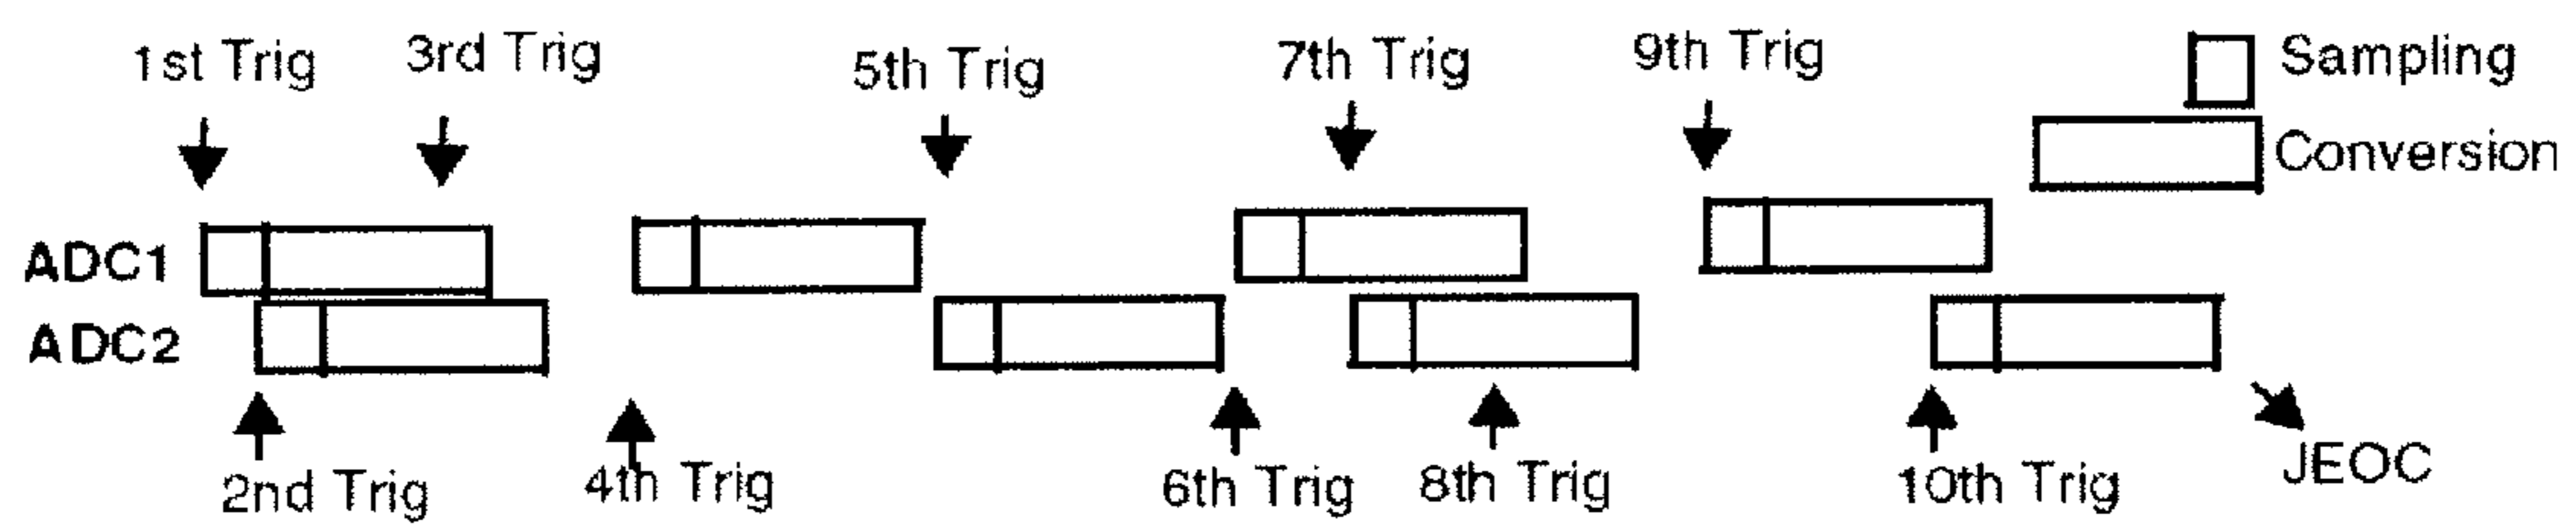 1st Trig
3rd Trig
5th Trig
7th Trig
9th Trig
Sampling
Conversion
ADC1
ADC2
2nd Trig
4th Trig
6th Trig
8th Trig
10th Trig
JEOC